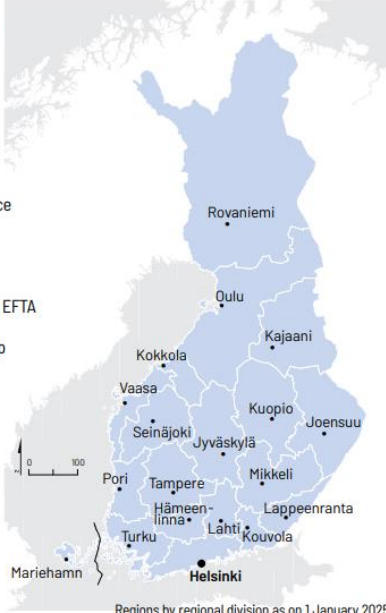 Rovaniemi
ce
Oulu
EFTA
Kajaani
Kokkola
Vaasa
Kuopio
Joensuu
Seinäjoki
Jyväskylä
0 100
Pori
Mikkeli
Tampere
Hämeen-
linna
Lappeenranta
Lahti
Turku
Kouvola
Mariehamn
Helsinki
Regions by regional division as on 1 January 2025